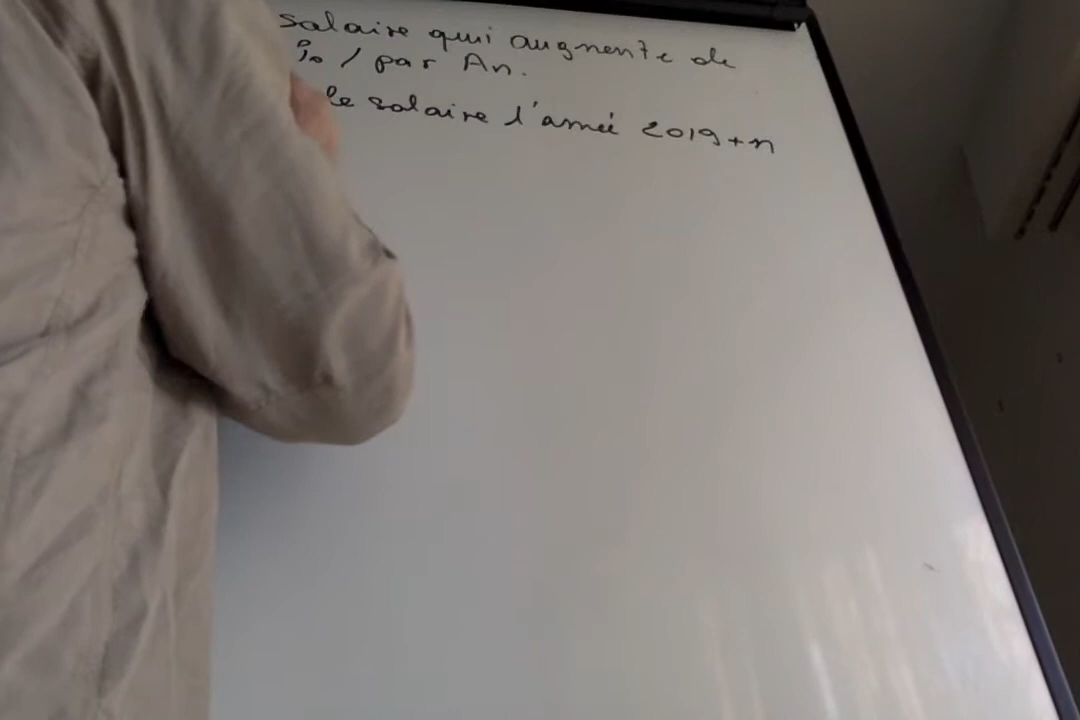 salaire qui augmente de
% / par An.
le salaire l'année 2019+n